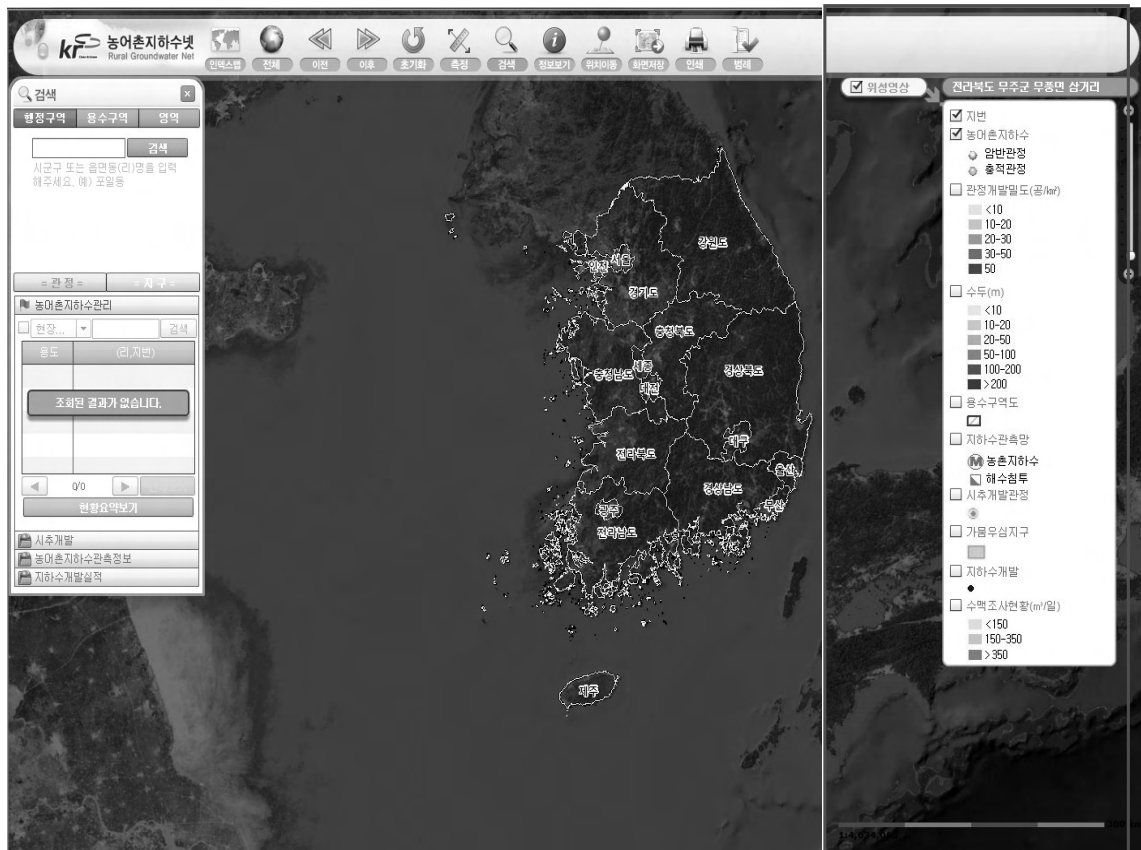 kr 농어촌지하수넷
Rural Groundwater Net
인덱스맵 전체 이전 이후 초기화 측정 검색 정보보기 위치이동 화면저장 인쇄 범례
검색
행정구역 용수구역 영역
검색
시군구 또는 읍면동(리)명을 입력
해주세요. 예) 포일동
= 관 정 = = 지 구 =
농어촌지하수관리
현장... 검색
용도 (리,지번)
조회된 결과가 없습니다.
0/0
현황요약보기
시추개발
농어촌지하수관측정보
지하수개발실적
강원도
서울
인천
경기도
충청북도
세종
충청남도
대전
경상북도
대구
전라북도
울산
경상남도
부산
광주
전라남도
제주
위성영상
전라북도 무주군 무풍면 삼거리
지번
농어촌지하수
암반관정
충적관정
관정개발밀도(공/㎢)
<10
10-20
20-30
30-50
50
수두(m)
<10
10-20
20-50
50-100
100-200
>200
용수구역도
지하수관측망
M 농촌지하수
해수침투
시추개발관정
가뭄우심지구
지하수개발
수맥조사현황(m³/일)
<150
150-350
>350